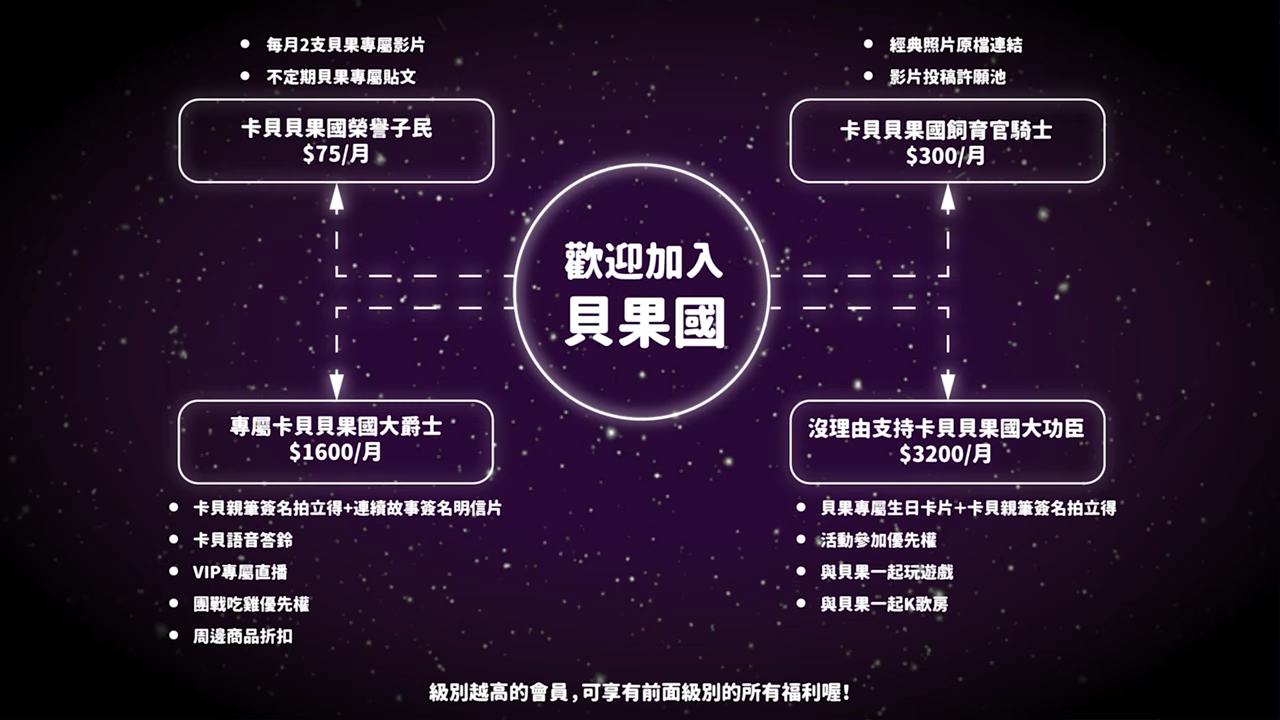 每月2支貝果專屬影片
不定期貝果專屬貼文
卡貝貝果國榮譽子民
$75/月
經典照片原檔連結
影片投稿許願池
卡貝貝果國飼育官騎士
$300/月
歡迎加入
貝果國
專屬卡貝貝果國大爵士
$1600/月
卡貝親筆簽名拍立得+連續故事簽名明信片
卡貝語音答鈴
VIP專屬直播
團戰吃雞優先權
周邊商品折扣
沒理由支持卡貝貝果國大功臣
$3200/月
貝果專屬生日卡片+卡貝親筆簽名拍立得
活動參加優先權
與貝果一起玩遊戲
與貝果一起K歌房
級別越高的會員,可享有前面級別的所有福利喔!